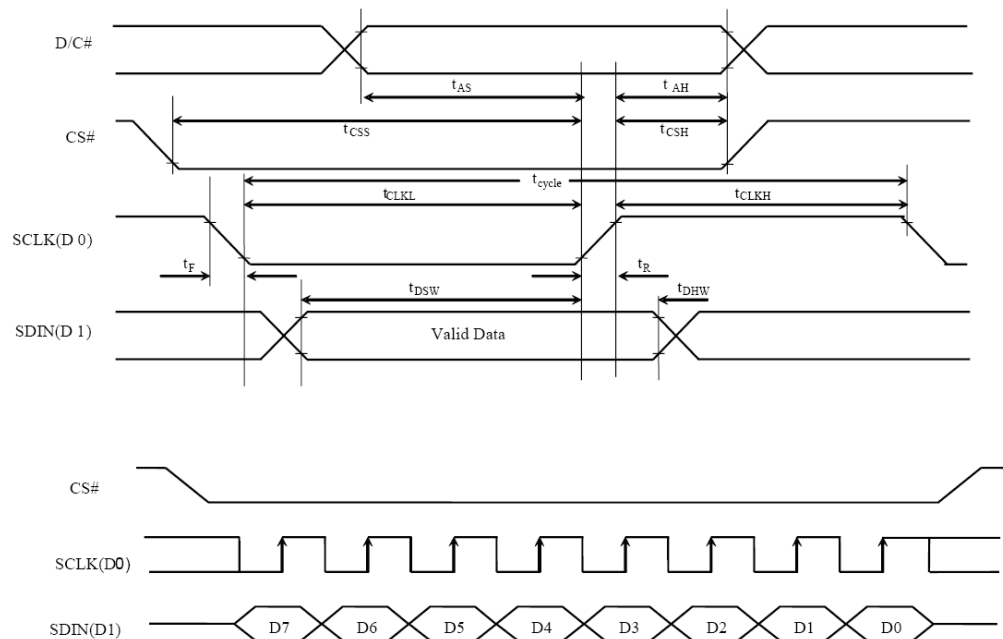 D/C#
tAS
t AH
CS#
tCSS
tCSH
tcycle
tCLKL
tCLKH
SCLK(D 0)
tF
tR
tDSW
tDHW
SDIN(D 1)
Valid Data
CS#
SCLK(D0)
SDIN(D1)
D7
D6
D5
D4
D3
D2
D1
D0